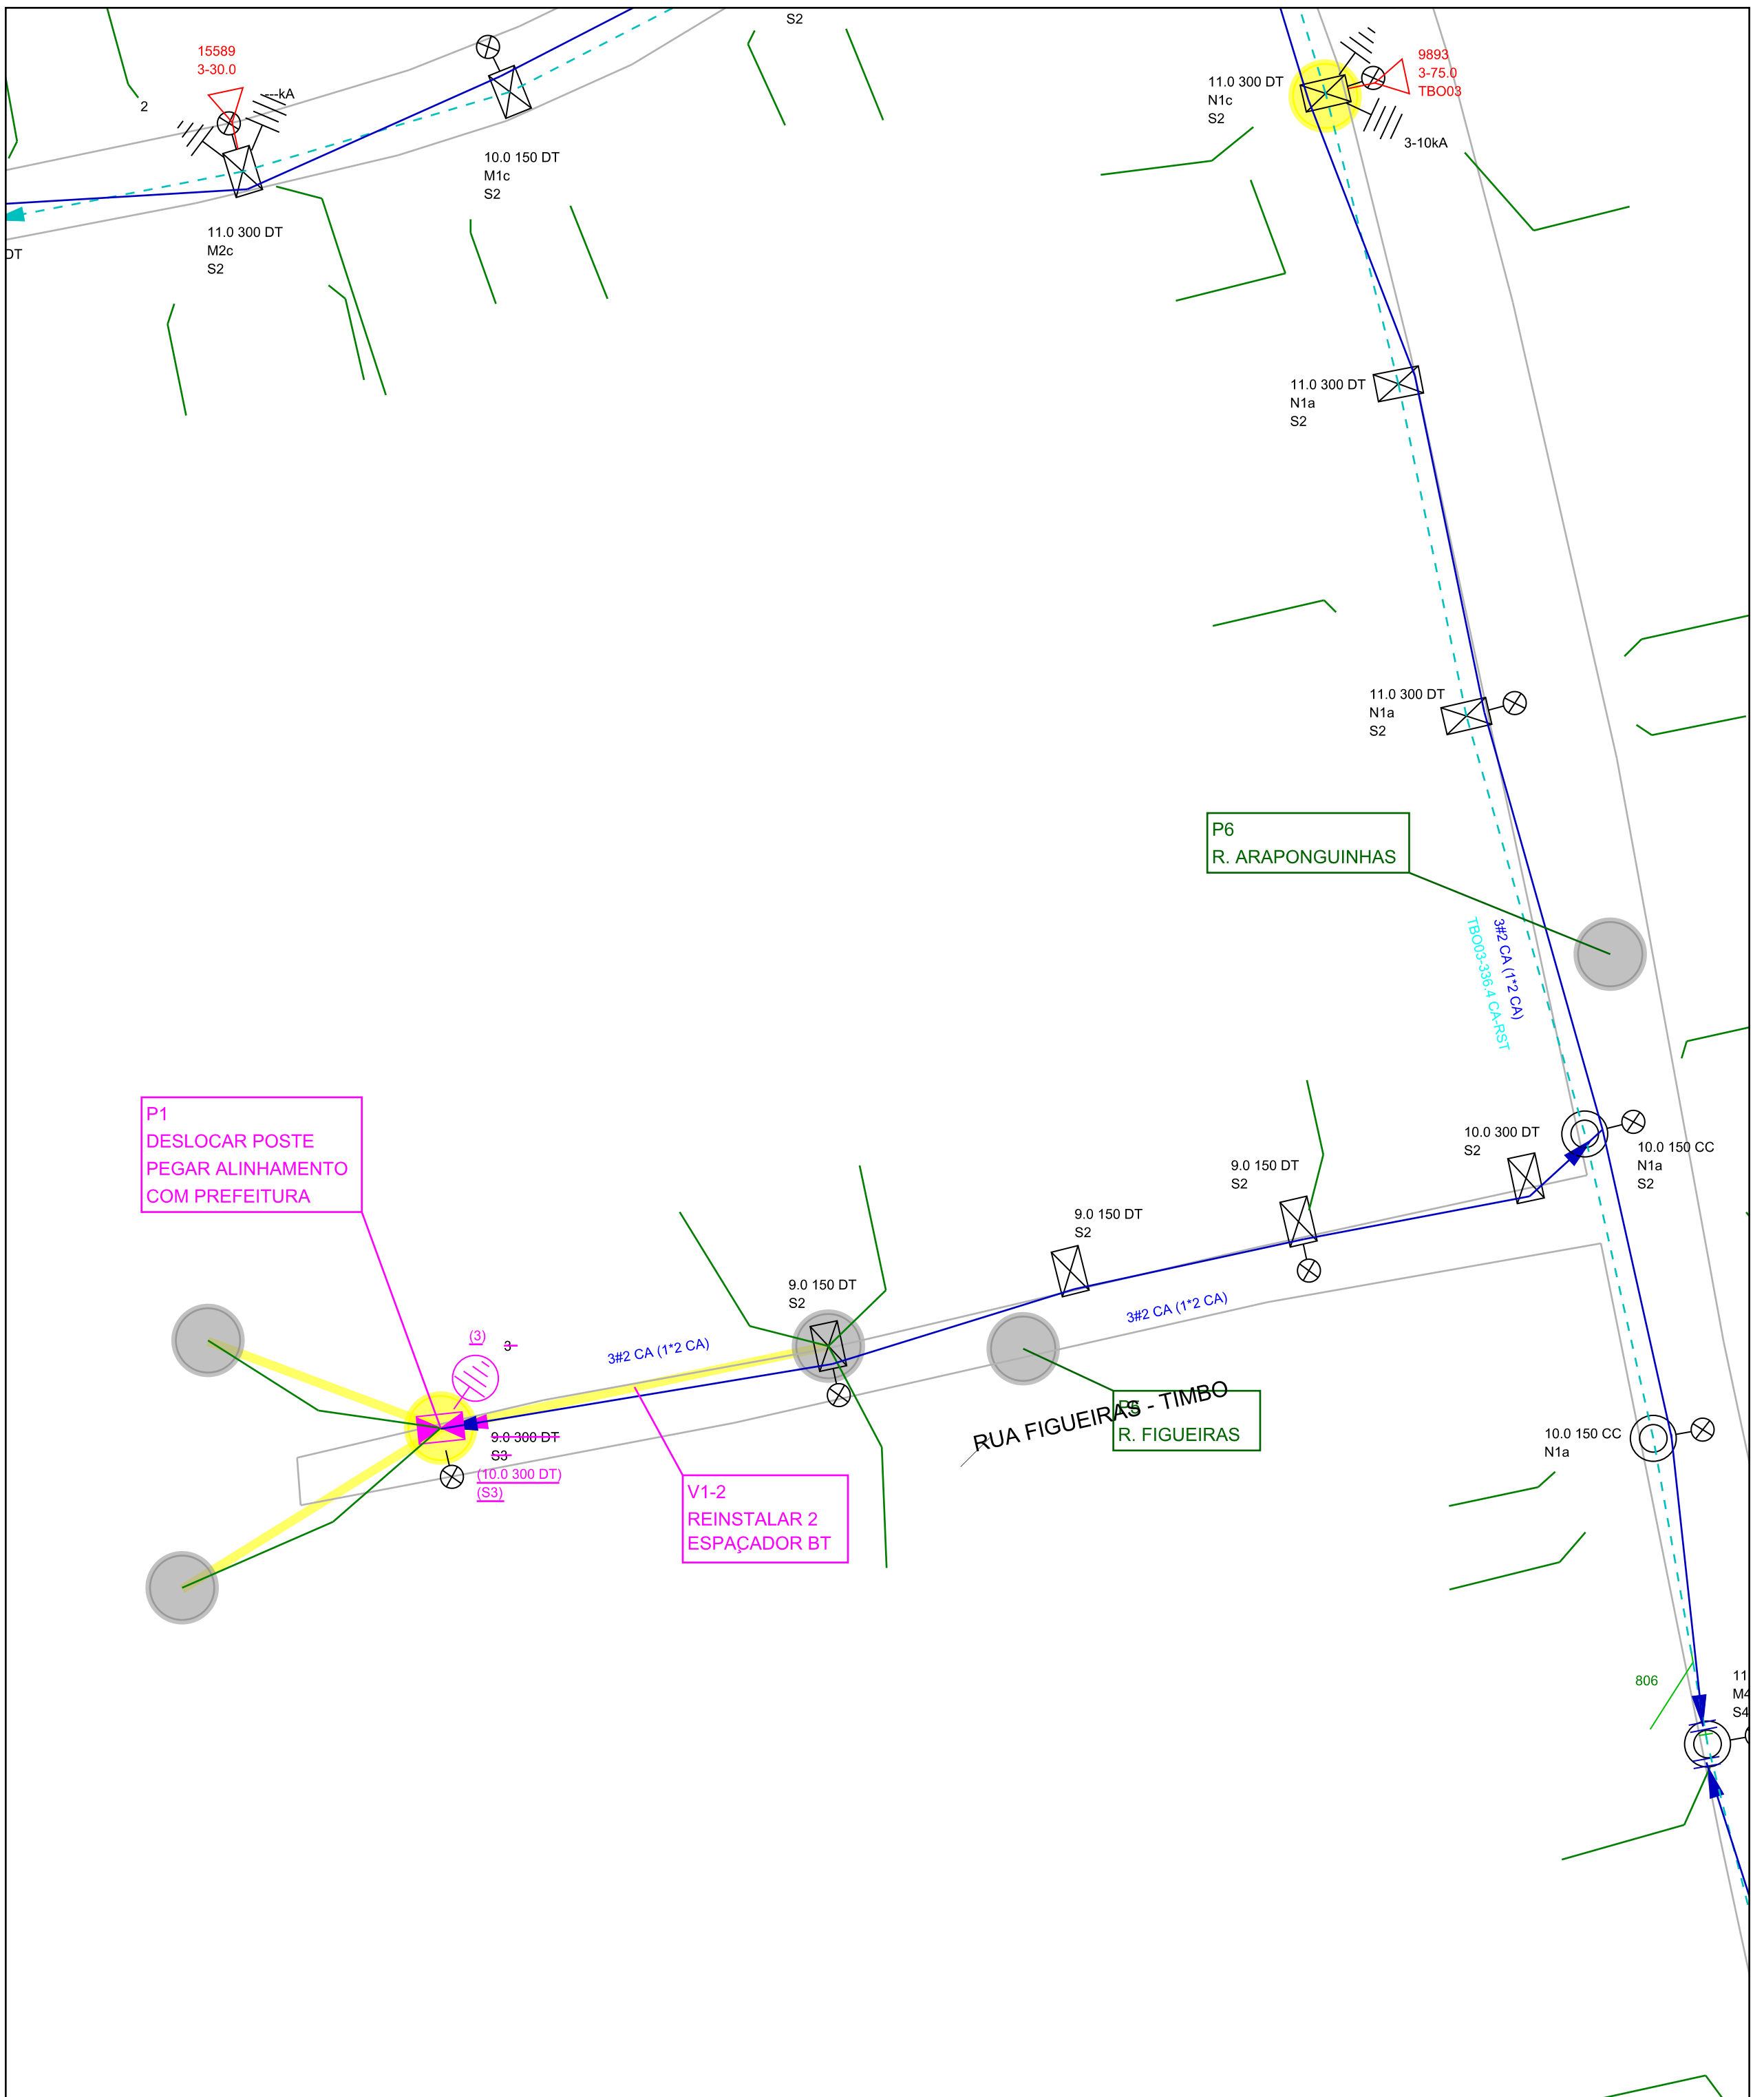 S2
15589
3-30.0
---kA
2
10.0 150 DT
M1c
S2
11.0 300 DT
M2c
S2
DT
11.0 300 DT
N1c
S2
9893
3-75.0
TBO03
3-10kA
11.0 300 DT
N1a
S2
11.0 300 DT
N1a
S2
P6
R. ARAPONGUINHAS
3#2 CA (1*2 CA)
TBO03-336.4 CA-RST
P1
DESLOCAR POSTE
PEGAR ALINHAMENTO
COM PREFEITURA
10.0 300 DT
S2
10.0 150 CC
N1a
S2
9.0 150 DT
S2
9.0 150 DT
S2
9.0 150 DT
S2
3#2 CA (1*2 CA)
3#2 CA (1*2 CA)
(3)
3
9.0 300 DT
S3
(10.0 300 DT)
(S3)
RUA FIGUEIRAS - TIMBO
R. FIGUEIRAS
V1-2
REINSTALAR 2
ESPAÇADOR BT
10.0 150 CC
N1a
806
11
M4
S4